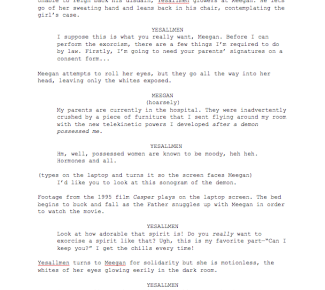 unable to reign back his disdain, Yesallmen glowers at Meegan. He lets
go of her sweating hand and leans back in his chair, contemplating the
girl's case.
YESALLMEN
I suppose this is what you really want, Meegan. Before I can
perform the exorcism, there are a few things I'm required to do
by law. Firstly, I'm going to need your parents' signatures on a
consent form...
Meegan attempts to roll her eyes, but they go all the way into her
head, leaving only the whites exposed.
MEEGAN
(hoarsely)
My parents are currently in the hospital. They were inadvertently
crushed by a piece of furniture that I sent flying around my room
with the new telekinetic powers I developed after a demon
possessed me.
YESALLMEN
Hm, well, possessed women are known to be moody, heh heh.
Hormones and all.
(types on the laptop and turns it so the screen faces Meegan)
I'd like you to look at this sonogram of the demon.
Footage from the 1995 film Casper plays on the laptop screen. The bed
begins to buck and fall as the Father snuggles up with Meegan in order
to watch the movie.
YESALLMEN
Look at how adorable that spirit is! Do you really want to
exorcise a spirit like that? Ugh, this is my favorite part—"Can I
keep you?" I get the chills every time!
Yesallmen turns to Meegan for solidarity but she is motionless, the
whites of her eyes glowing eerily in the dark room.
YESALLMEN